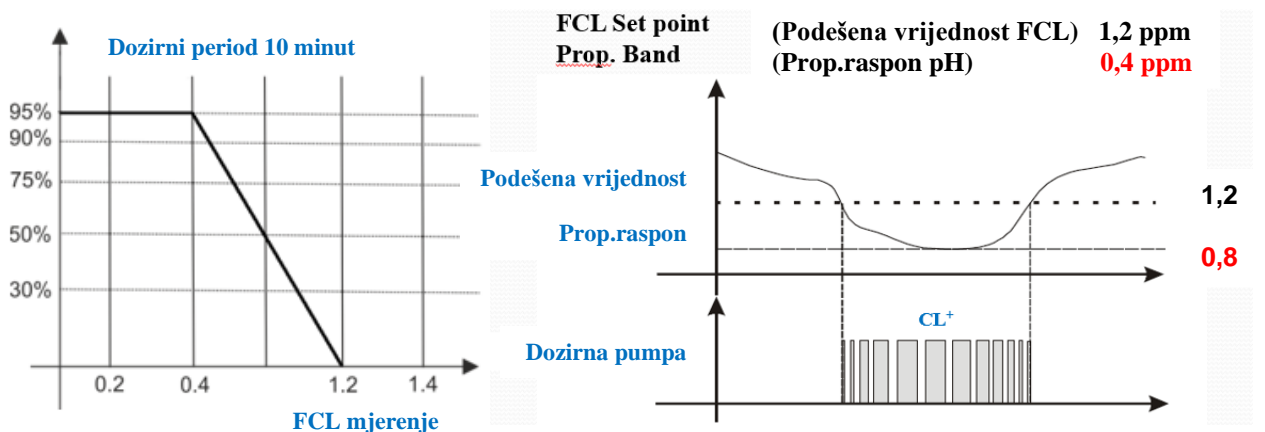 Dozirni period 10 minut
95%
90%
75%
50%
30%
0.2 0.4 1.2 1.4
FCL mjerenje
FCL Set point (Podešena vrijednost FCL) 1,2 ppm
Prop. Band (Prop.raspon pH) 0,4 ppm
Podešena vrijednost 1,2
Prop.raspon 0,8
CL⁺
Dozirna pumpa